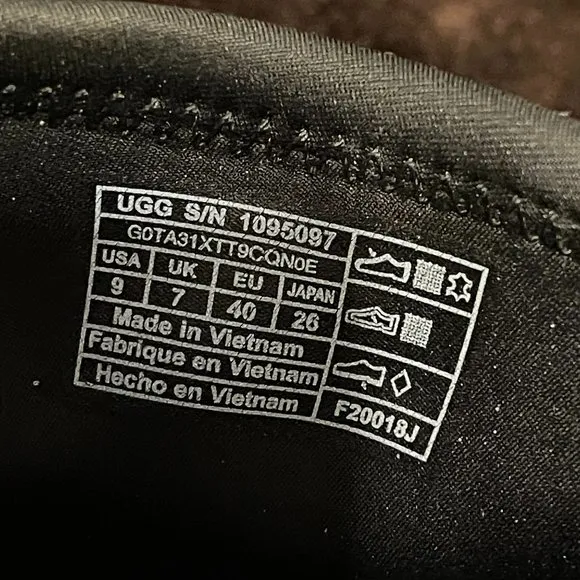 UGG S/N 1095097
G0TA31XTT9CQN0E
USA UK EU JAPAN
9 7 40 26
Made in Vietnam
Fabrique en Vietnam
Hecho en Vietnam
F20018J